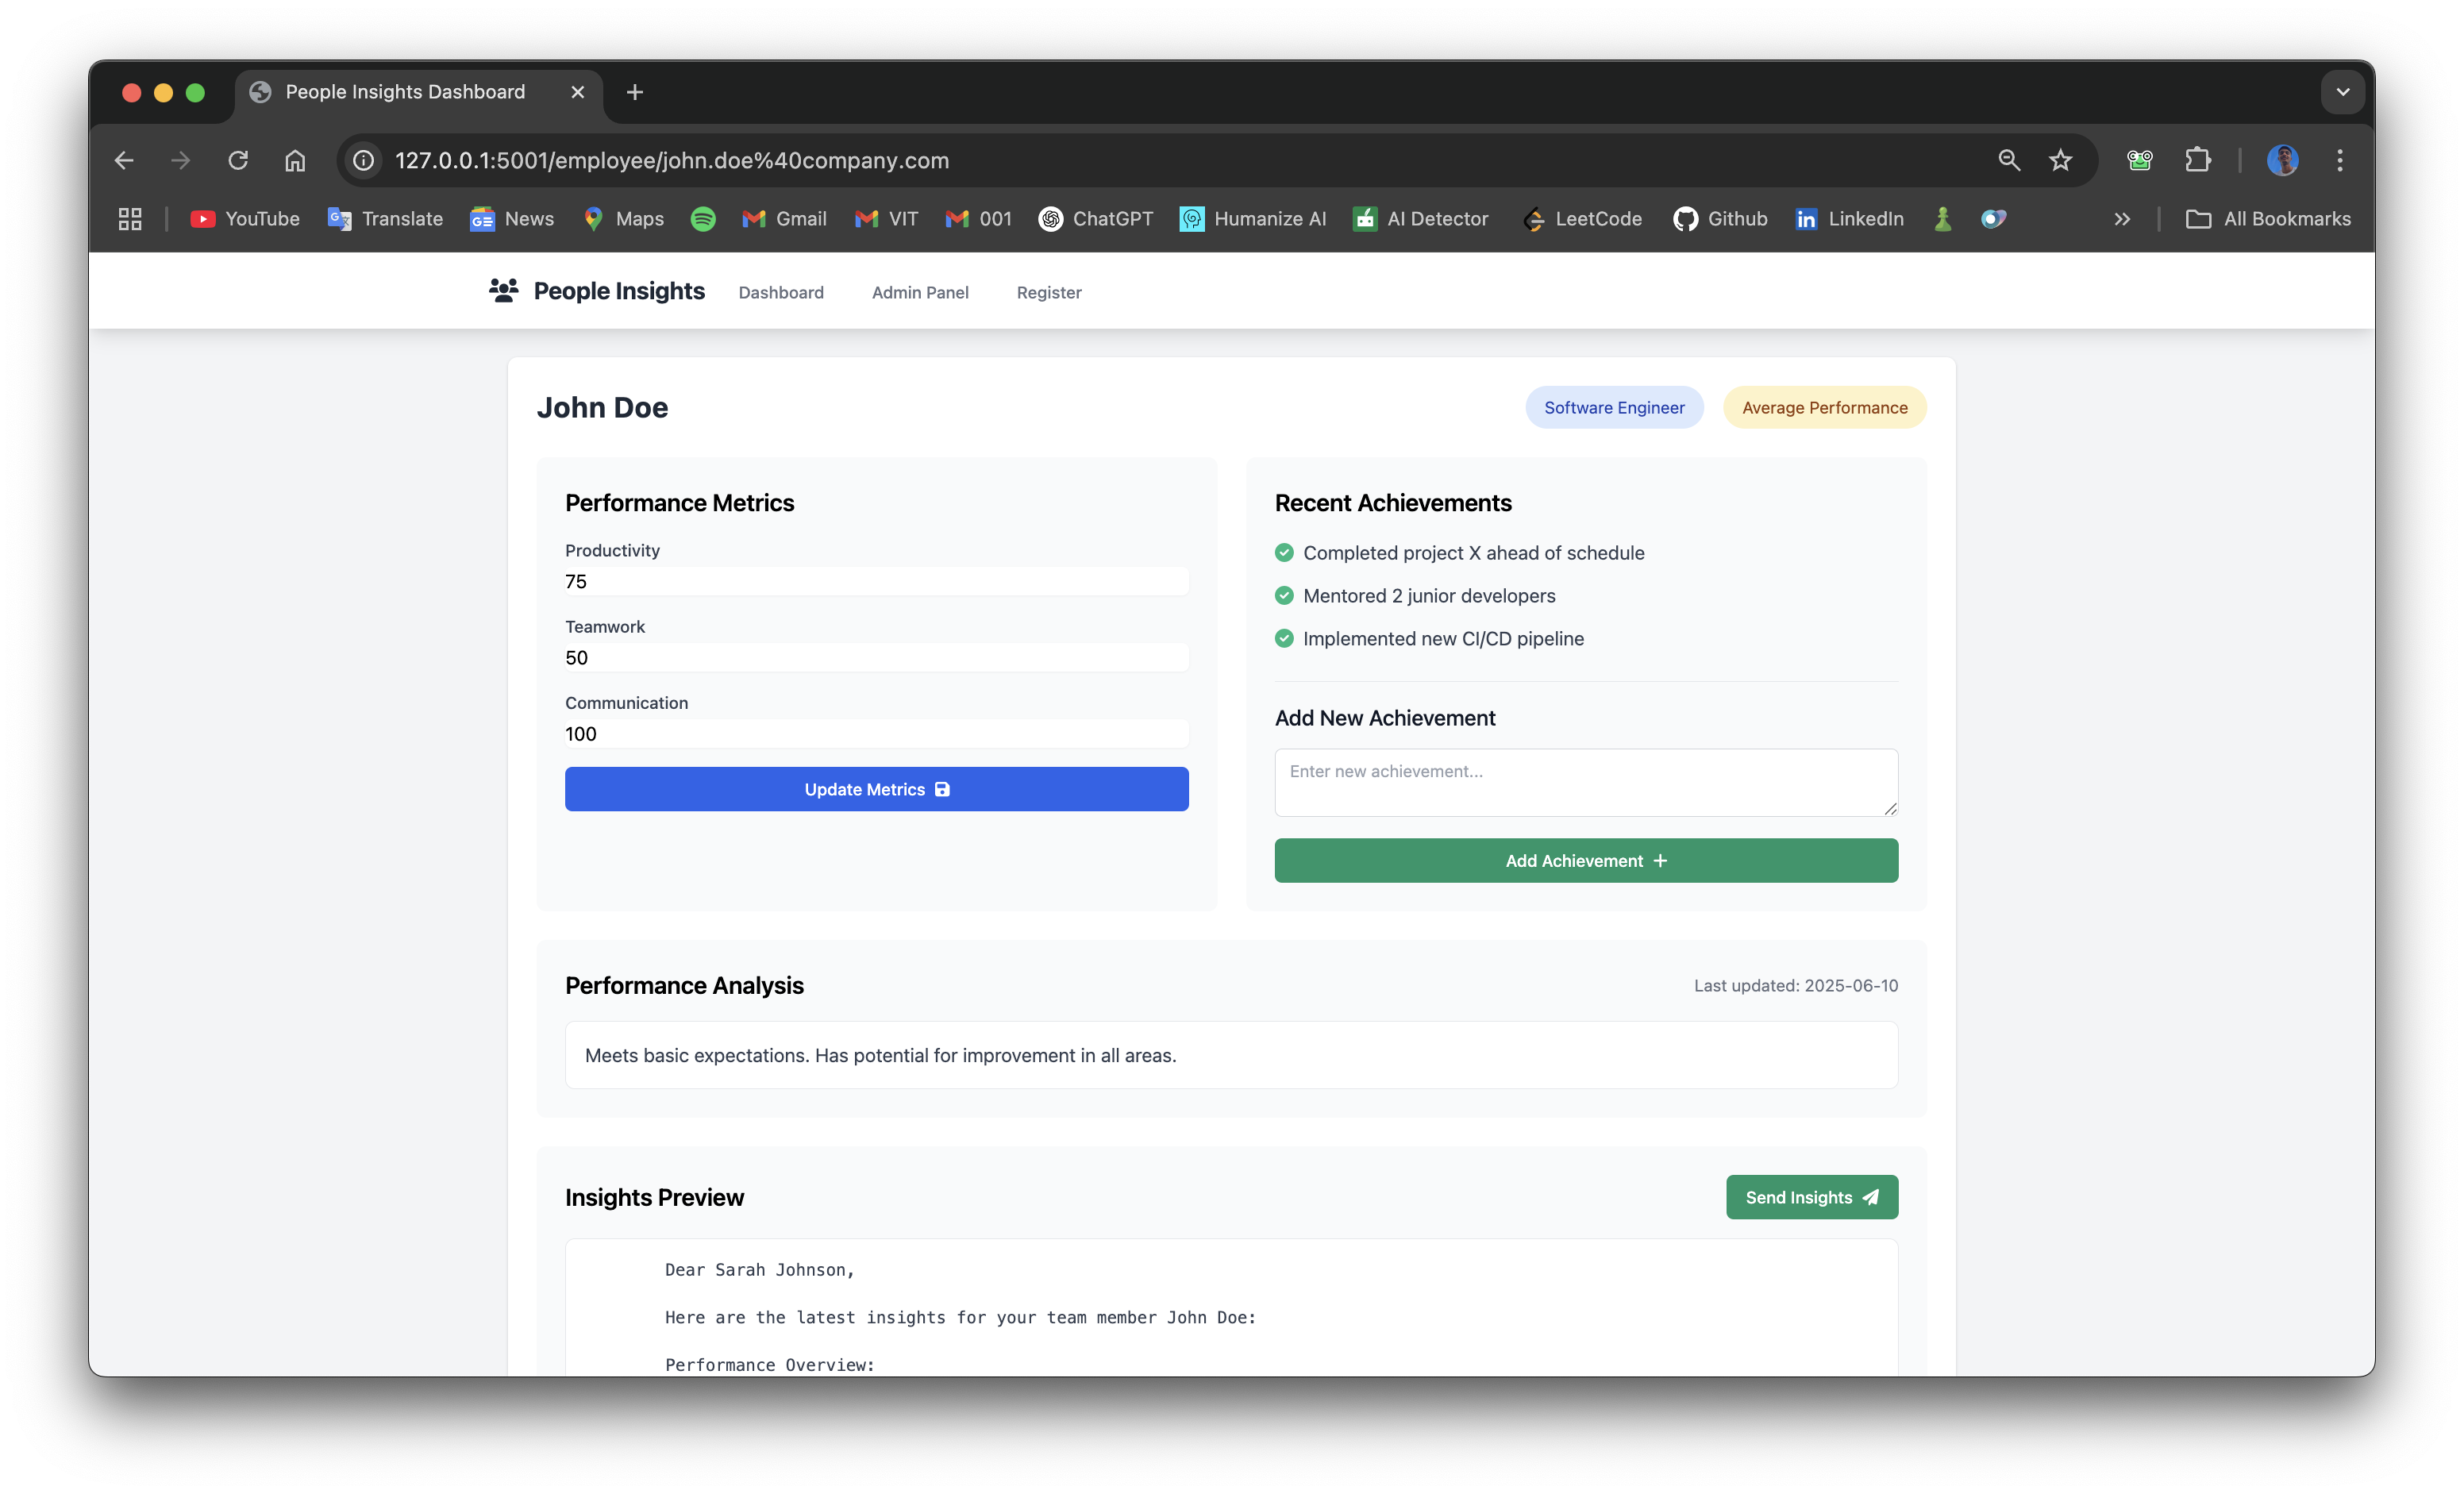 People Insights Dashboard
127.0.0.1:5001/employee/john.doe%40company.com
YouTube Translate News Maps Gmail VIT 001 ChatGPT Humanize AI AI Detector LeetCode Github LinkedIn All Bookmarks
People Insights Dashboard Admin Panel Register
John Doe Software Engineer Average Performance
Performance Metrics
Productivity
75
Teamwork
50
Communication
100
Update Metrics
Recent Achievements
Completed project X ahead of schedule
Mentored 2 junior developers
Implemented new CI/CD pipeline
Add New Achievement
Enter new achievement...
Add Achievement +
Performance Analysis Last updated: 2025-06-10
Meets basic expectations. Has potential for improvement in all areas.
Insights Preview Send Insights
Dear Sarah Johnson,
Here are the latest insights for your team member John Doe:
Performance Overview: